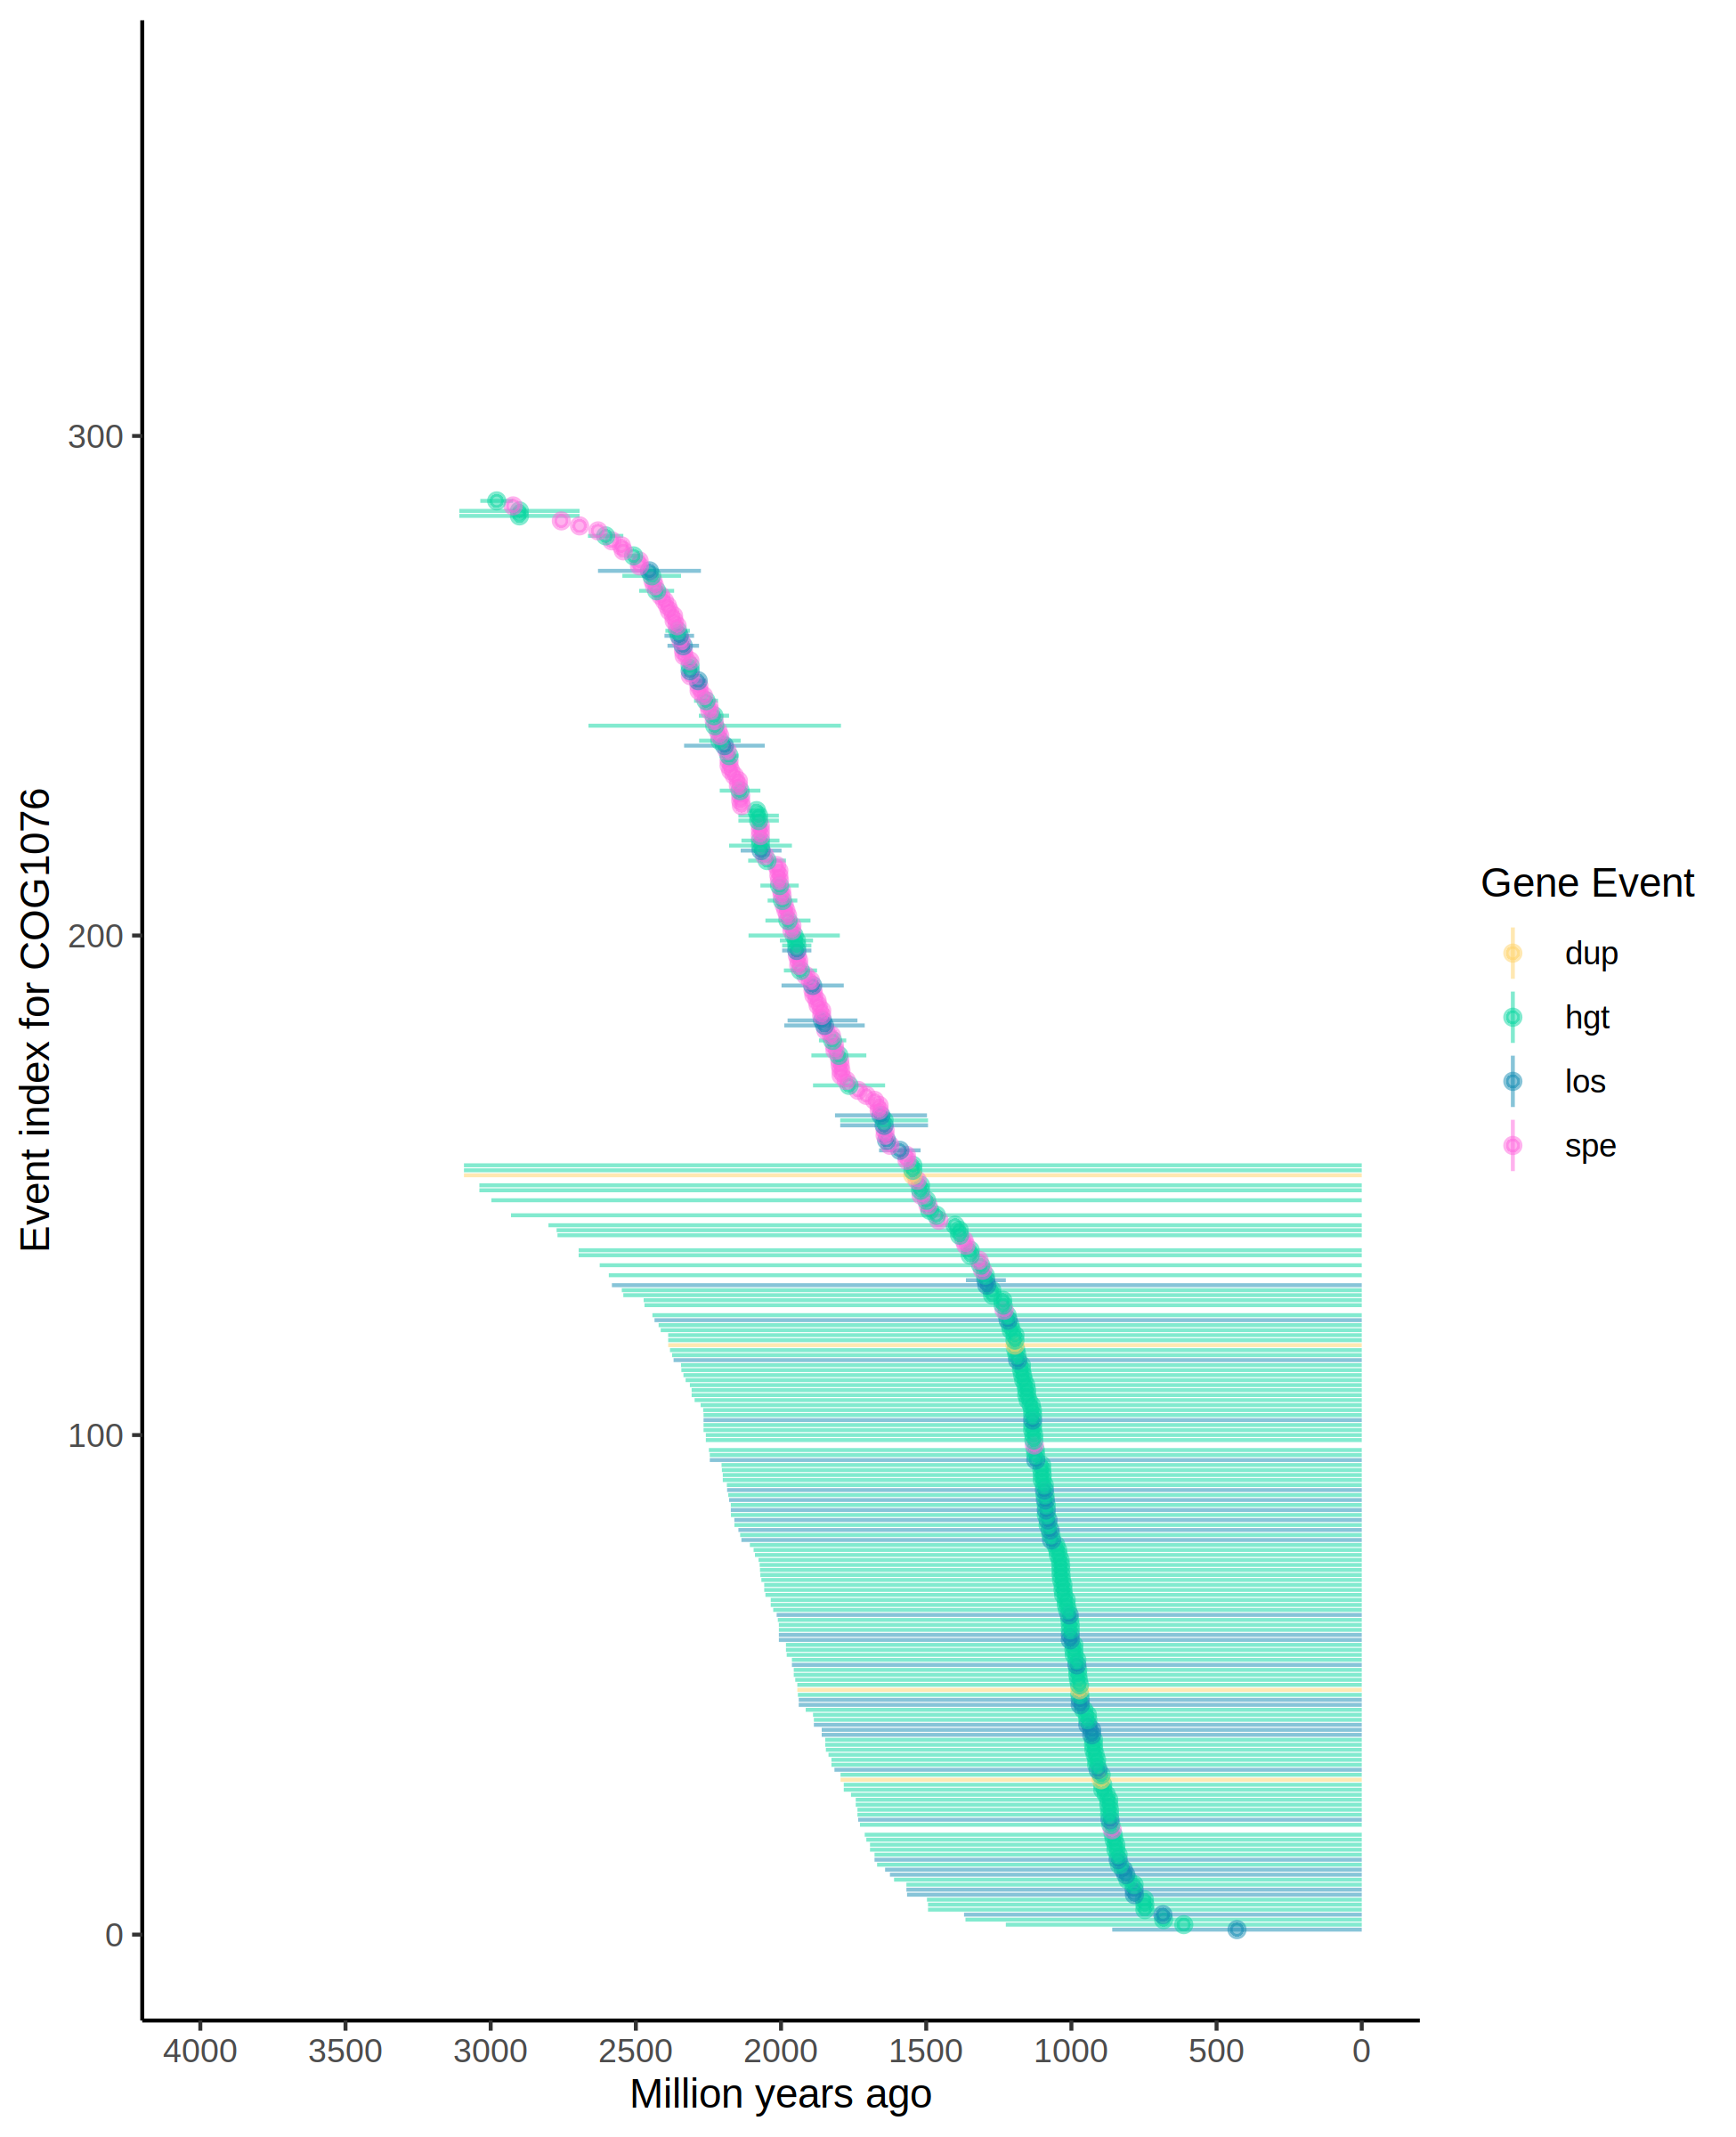 Event index for COG1076
300
200
100
0
4000 3500 3000 2500 2000 1500 1000 500 0
Million years ago
Gene Event
dup
hgt
los
spe